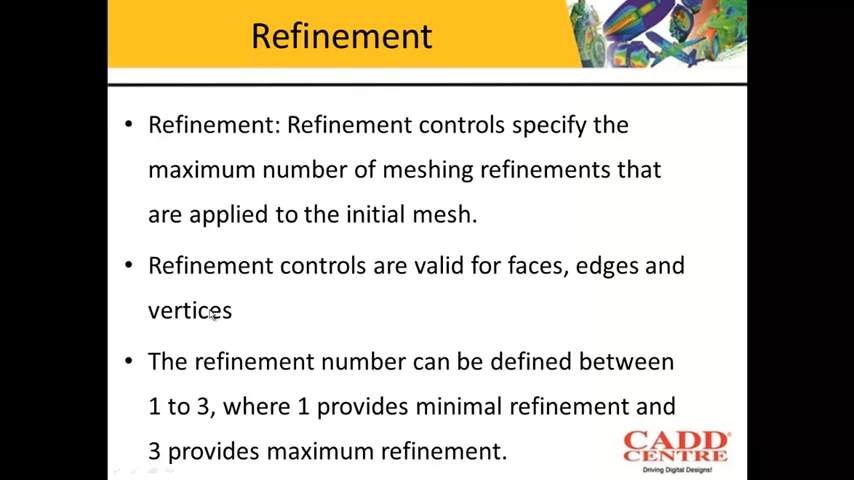 Refinement
• Refinement: Refinement controls specify the
maximum number of meshing refinements that
are applied to the initial mesh.
• Refinement controls are valid for faces, edges and
vertices
• The refinement number can be defined between
1 to 3, where 1 provides minimal refinement and
3 provides maximum refinement.
CADD
CENTRE
Driving Digital Designs!